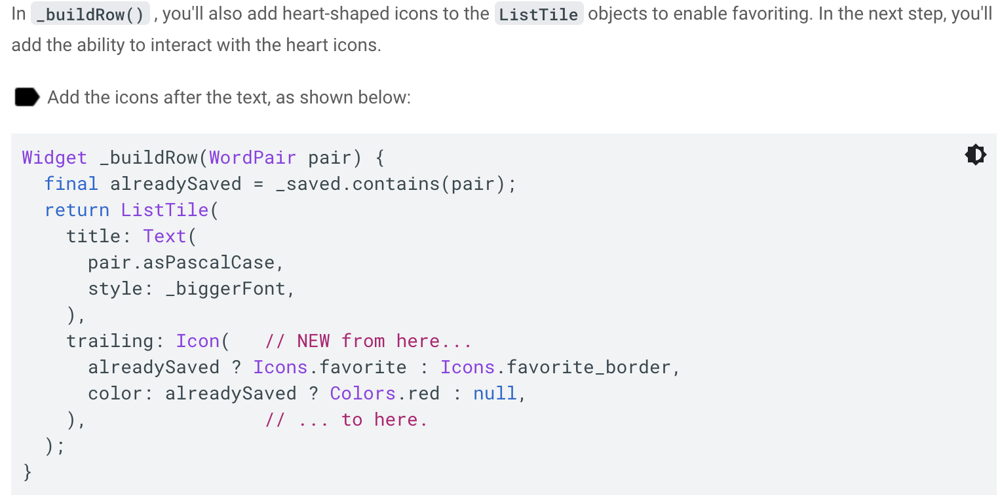 In _buildRow() , you'll also add heart-shaped icons to the ListTile objects to enable favoriting. In the next step, you'll
add the ability to interact with the heart icons.
Add the icons after the text, as shown below:
Widget _buildRow(WordPair pair) {
  final alreadySaved = _saved.contains(pair);
  return ListTile(
    title: Text(
      pair.asPascalCase,
      style: _biggerFont,
    ),
    trailing: Icon(   // NEW from here...
      alreadySaved ? Icons.favorite : Icons.favorite_border,
      color: alreadySaved ? Colors.red : null,
    ),                // ... to here.
  );
}